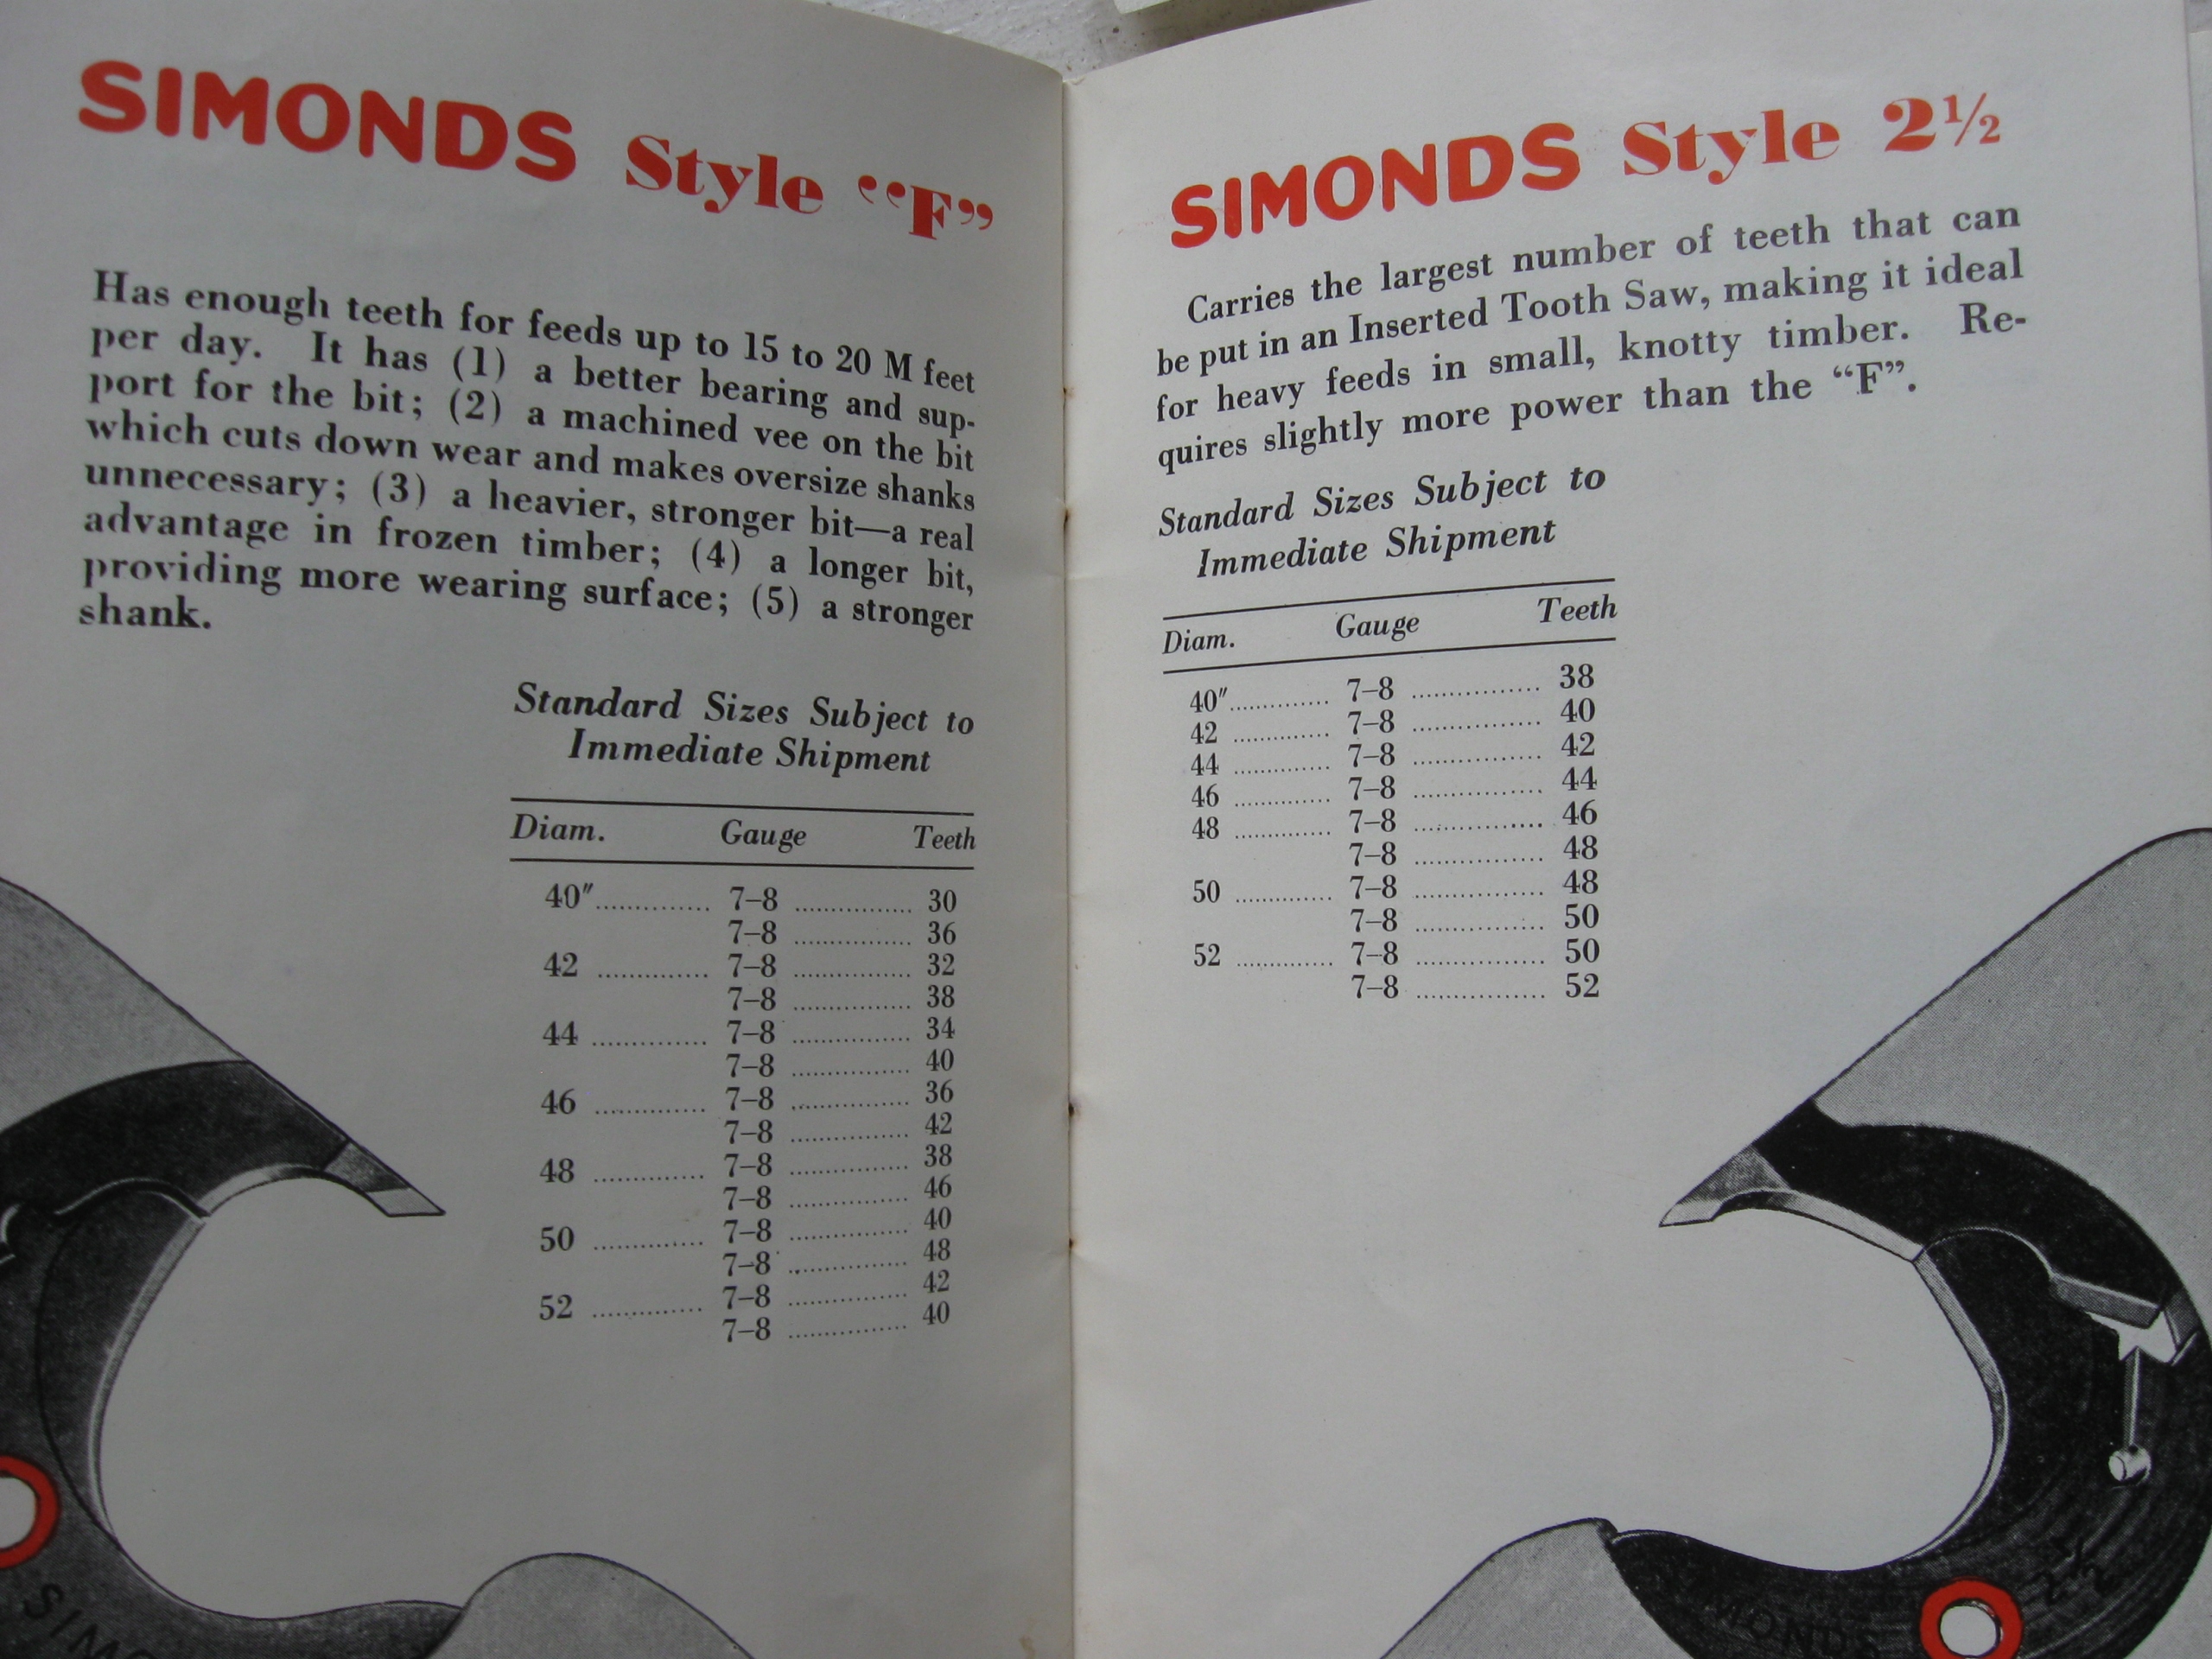 SIMONDS Style “F”
Has enough teeth for feeds up to 15 to 20 M feet
per day. It has (1) a better bearing and sup-
port for the bit; (2) a machined vee on the bit
which cuts down wear and makes oversize shanks
unnecessary; (3) a heavier, stronger bit—a real
advantage in frozen timber; (4) a longer bit,
providing more wearing surface; (5) a stronger
shank.
Standard Sizes Subject to
Immediate Shipment
Diam. Gauge Teeth
40″.............. 7–8 ................ 30
7–8 ................ 36
42 ............... 7–8 ................ 32
7–8 ................ 38
44 ............... 7–8 ................ 34
7–8 ................ 40
46 ............... 7–8 ................ 36
7–8 ................ 42
48 ............... 7–8 ................ 38
7–8 ................ 46
50 ............... 7–8 ................ 40
7–8 ................ 48
52 ............... 7–8 ................ 42
7–8 ................ 40
SIMO
SIMONDS Style 2½
Carries the largest number of teeth that can
be put in an Inserted Tooth Saw, making it ideal
for heavy feeds in small, knotty timber. Re-
quires slightly more power than the “F”.
Standard Sizes Subject to
Immediate Shipment
Diam. Gauge Teeth
40″.............. 7–8 ................ 38
42 ............... 7–8 ................ 40
44 ............... 7–8 ................ 42
46 ............... 7–8 ................ 44
48 ............... 7–8 ................ 46
7–8 ................ 48
50 ............... 7–8 ................ 48
7–8 ................ 50
52 ............... 7–8 ................ 50
7–8 ................ 52
2½
MONDS